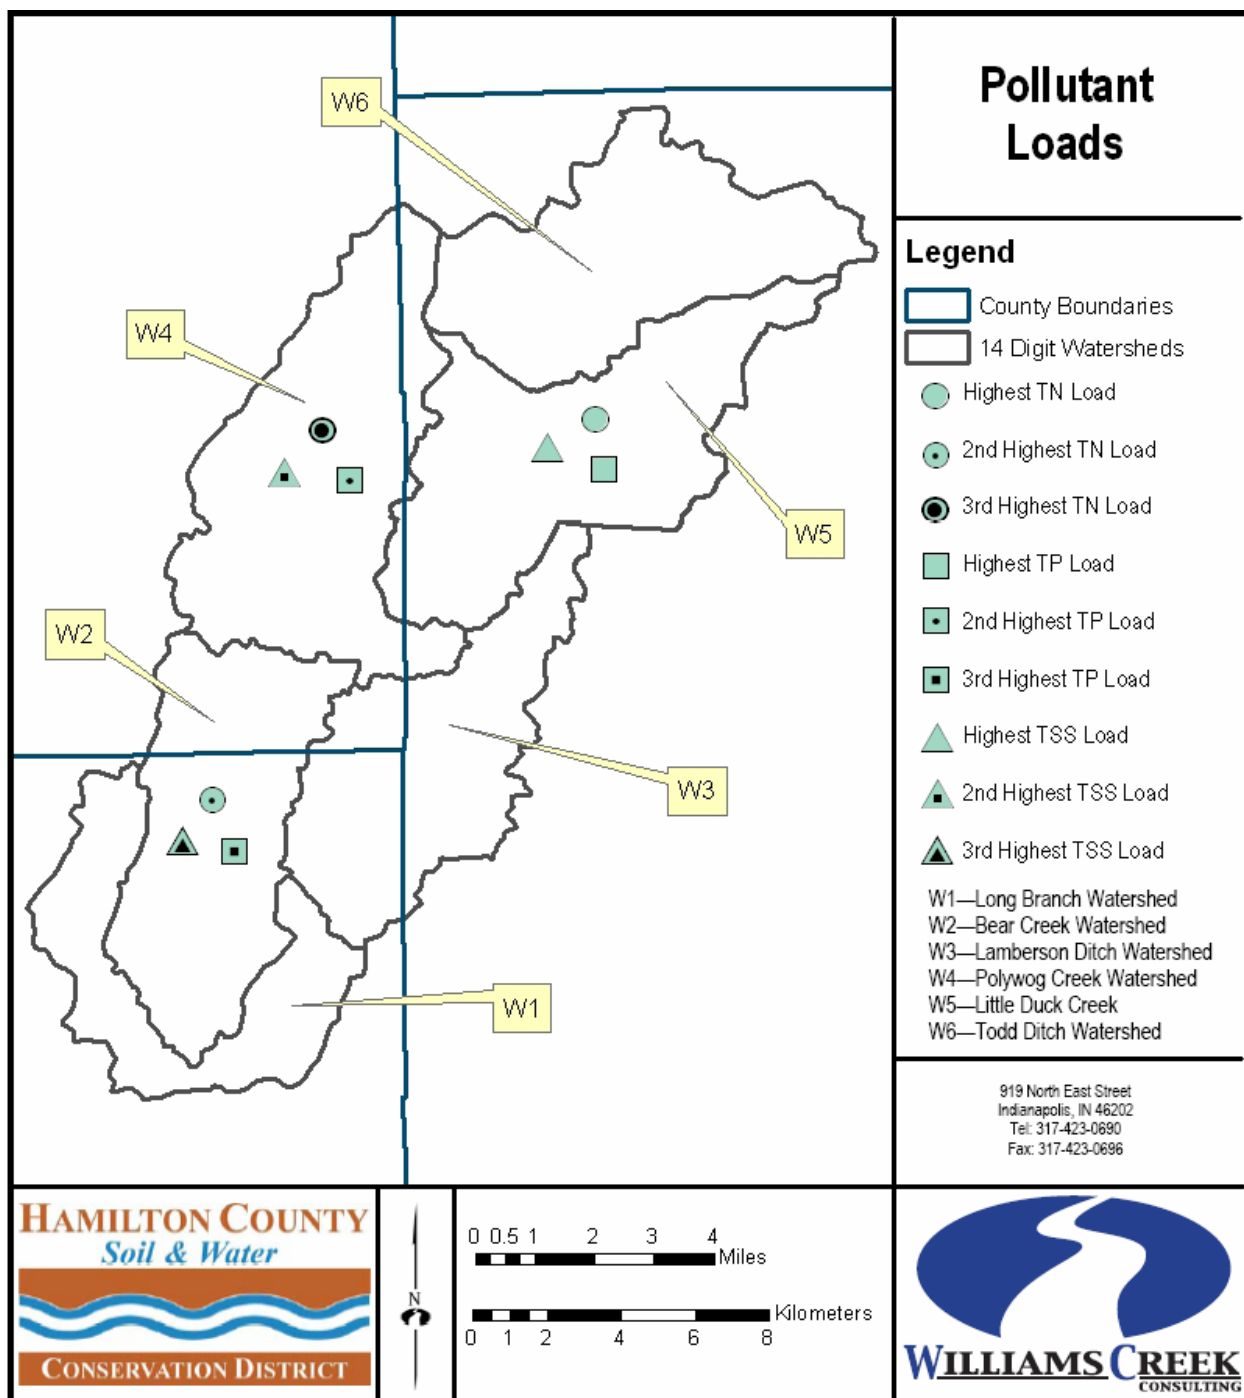 Pollutant
Loads
Legend
County Boundaries
14 Digit Watersheds
Highest TN Load
2nd Highest TN Load
3rd Highest TN Load
Highest TP Load
2nd Highest TP Load
3rd Highest TP Load
Highest TSS Load
2nd Highest TSS Load
3rd Highest TSS Load
W1—Long Branch Watershed
W2—Bear Creek Watershed
W3—Lamberson Ditch Watershed
W4—Polywog Creek Watershed
W5—Little Duck Creek
W6—Todd Ditch Watershed
919 North East Street
Indianapolis, IN 46202
Tel: 317-423-0690
Fax: 317-423-0696
W6
W4
W5
W2
W3
W1
HAMILTON COUNTY
Soil & Water
CONSERVATION DISTRICT
N
0 0.5 1 2 3 4
Miles
Kilometers
0 1 2 4 6 8
WILLIAMS CREEK
CONSULTING